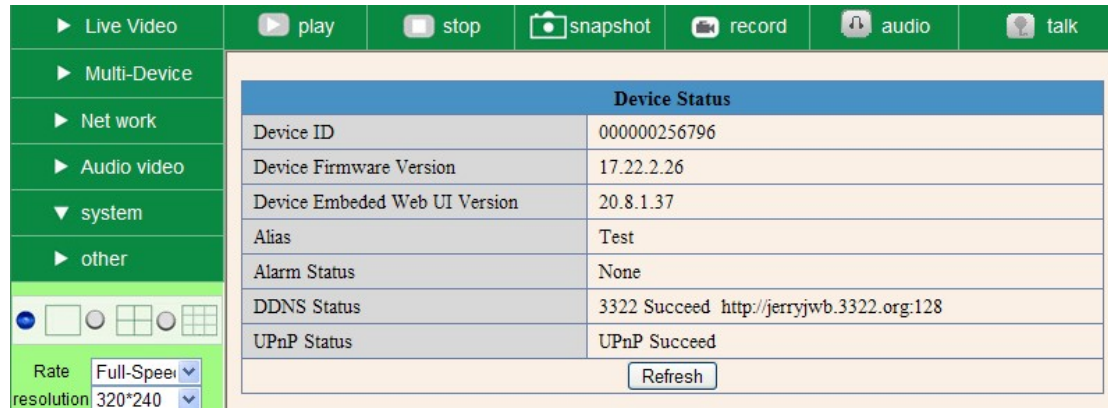 Live Video
play
stop
snapshot
record
audio
talk
Multi-Device
Net work
Audio video
system
other
Device Status
Device ID 000000256796
Device Firmware Version 17.22.2.26
Device Embeded Web UI Version 20.8.1.37
Alias Test
Alarm Status None
DDNS Status 3322 Succeed http://jerryjwb.3322.org:128
UPnP Status UPnP Succeed
Refresh
Rate Full-Speed
resolution 320*240